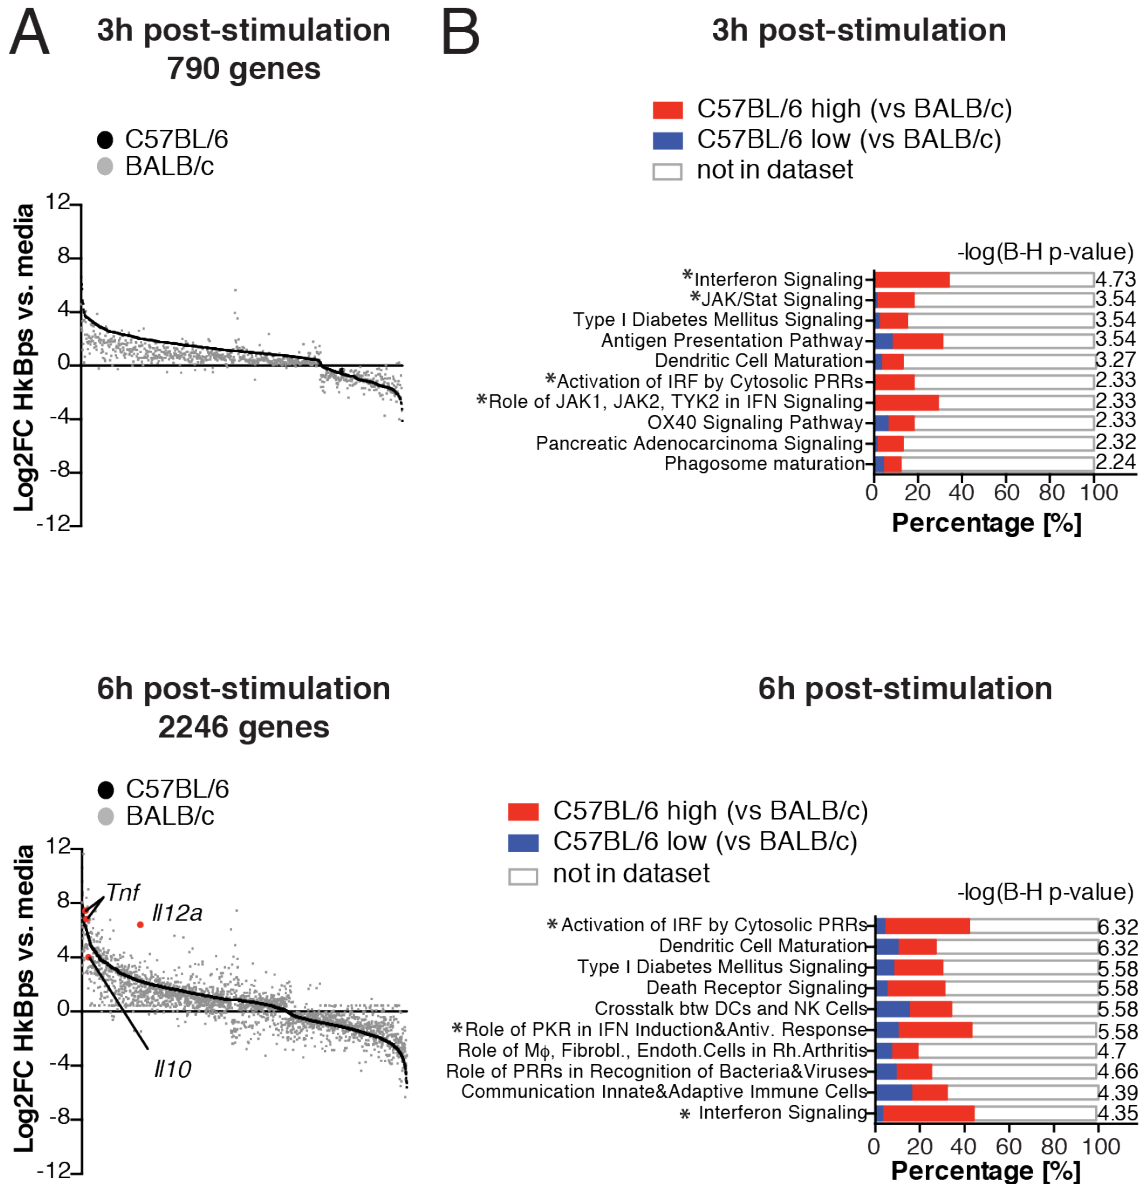 A
3h post-stimulation
790 genes
C57BL/6
BALB/c
Log2FC HkBps vs. media
12
8
4
0
-4
-8
-12
B
3h post-stimulation
C57BL/6 high (vs BALB/c)
C57BL/6 low (vs BALB/c)
not in dataset
-log(B-H p-value)
*Interferon Signaling 4.73
*JAK/Stat Signaling 3.54
Type I Diabetes Mellitus Signaling 3.54
Antigen Presentation Pathway 3.54
Dendritic Cell Maturation 3.27
*Activation of IRF by Cytosolic PRRs 2.33
*Role of JAK1, JAK2, TYK2 in IFN Signaling 2.33
OX40 Signaling Pathway 2.33
Pancreatic Adenocarcinoma Signaling 2.32
Phagosome maturation 2.24
0 20 40 60 80 100
Percentage [%]
6h post-stimulation
2246 genes
C57BL/6
BALB/c
Log2FC HkBps vs. media
12
8
4
0
-4
-8
-12
Tnf
Il12a
Il10
6h post-stimulation
C57BL/6 high (vs BALB/c)
C57BL/6 low (vs BALB/c)
not in dataset
-log(B-H p-value)
*Activation of IRF by Cytosolic PRRs 6.32
Dendritic Cell Maturation 6.32
Type I Diabetes Mellitus Signaling 5.58
Death Receptor Signaling 5.58
Crosstalk btw DCs and NK Cells 5.58
*Role of PKR in IFN Induction&Antiv. Response 5.58
Role of Mϕ, Fibrobl., Endoth.Cells in Rh.Arthritis 4.7
Role of PRRs in Recognition of Bacteria&Viruses 4.66
Communication Innate&Adaptive Immune Cells 4.39
* Interferon Signaling 4.35
0 20 40 60 80 100
Percentage [%]